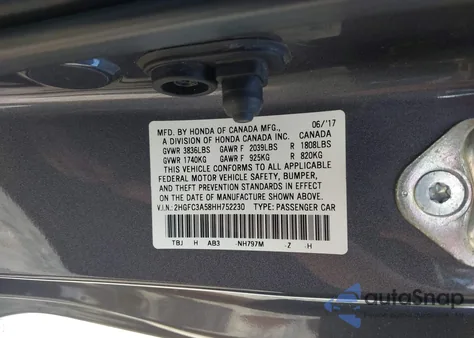 MFD. BY HONDA OF CANADA MFG., 06/'17
A DIVISION OF HONDA CANADA INC. CANADA
GVWR 3836LBS GAWR F 2039LBS R 1808LBS
GVWR 1740KG GAWR F 925KG R 820KG
THIS VEHICLE CONFORMS TO ALL APPLICABLE
FEDERAL MOTOR VEHICLE SAFETY, BUMPER,
AND THEFT PREVENTION STANDARDS IN EFFECT
ON THE DATE OF MANUFACTURE SHOWN ABOVE.
V.I.N.: 2HGFC3A58HH752230 TYPE: PASSENGER CAR
TBJ H AB3 -NH797M -Z -H
autoSnap